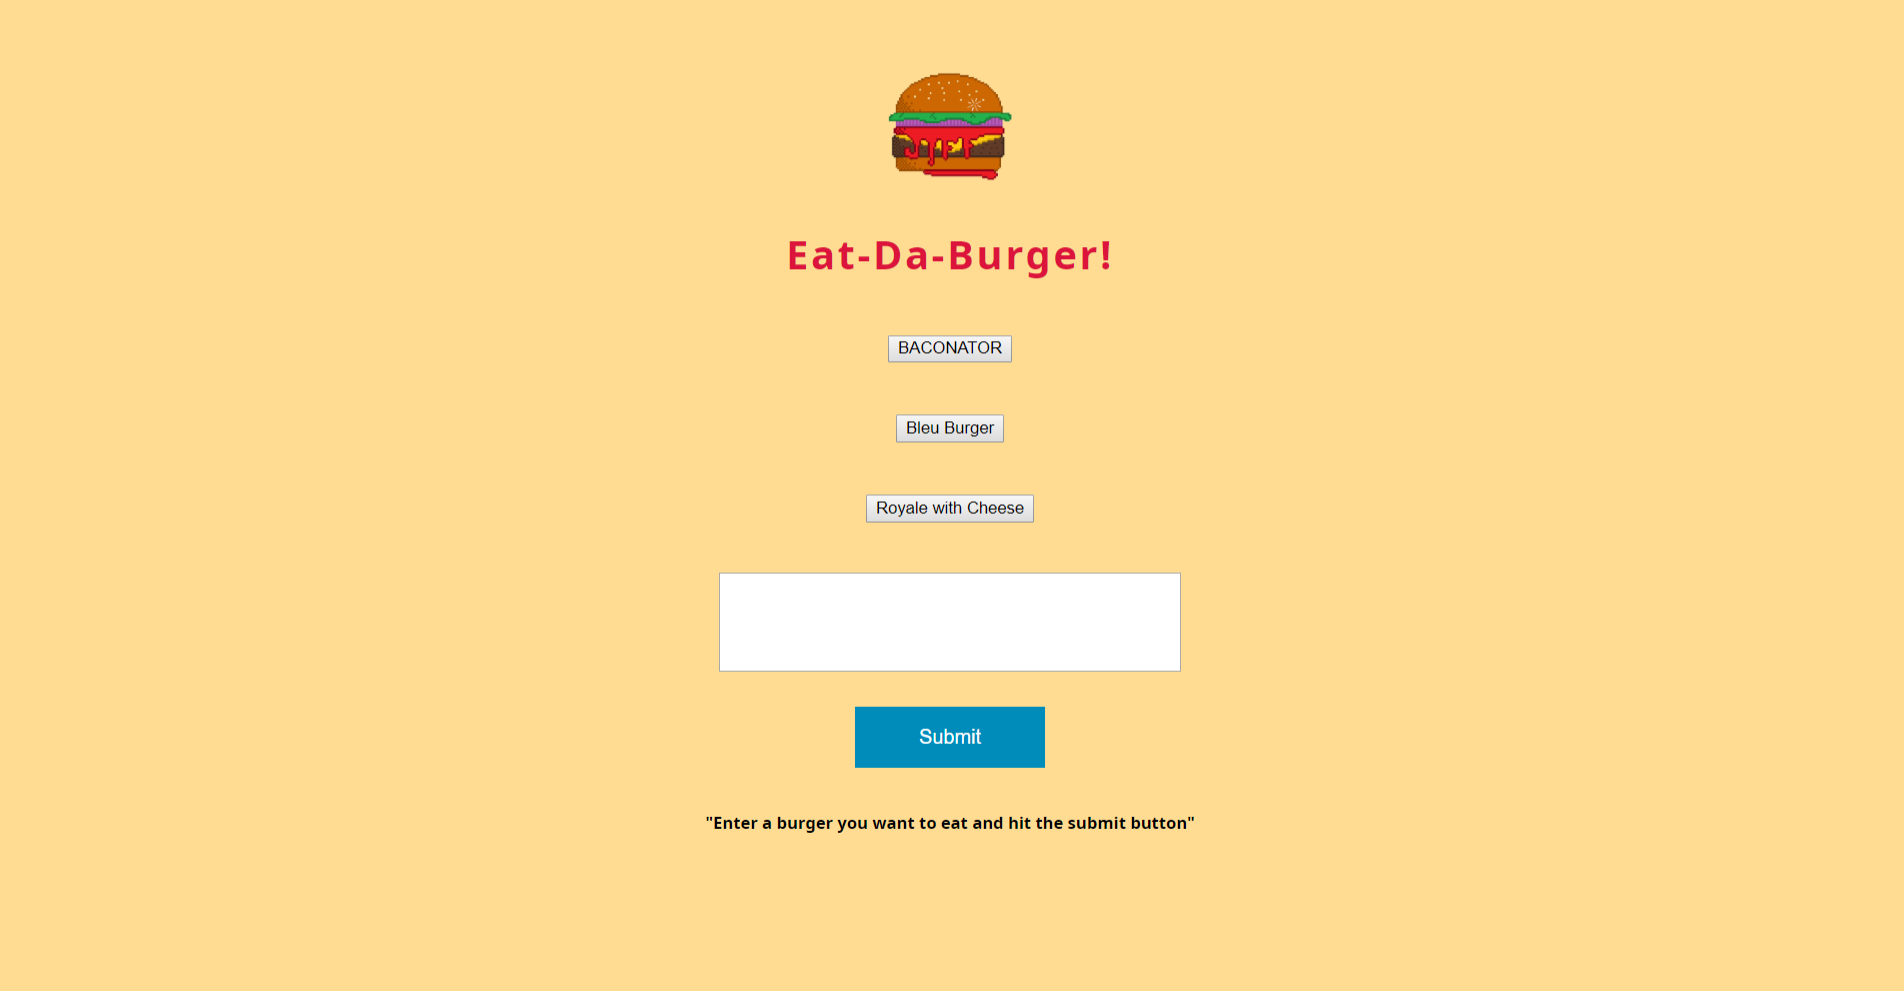 Eat-Da-Burger!
BACONATOR
Bleu Burger
Royale with Cheese
Submit
"Enter a burger you want to eat and hit the submit button"